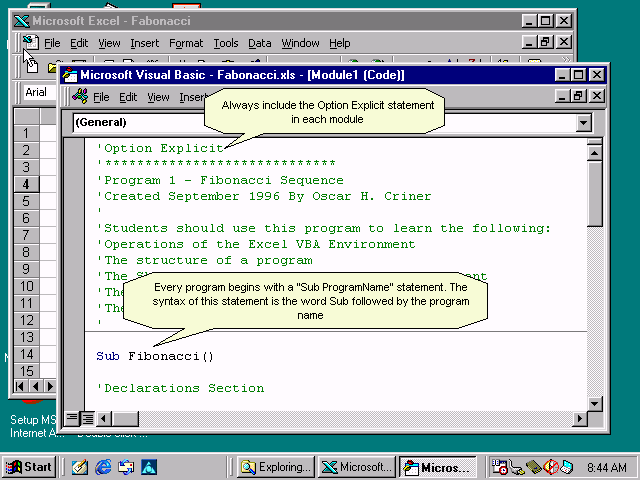 Microsoft Excel - Fabonacci
File Edit View Insert Format Tools Data Window Help
Arial
Microsoft Visual Basic - Fabonacci.xls - [Module1 (Code)]
File Edit View Inse
Always include the Option Explicit statement
in each module
(General)
'Option Explicit
'*****************************
'Program 1 - Fibonacci Sequence
'Created September 1996 By Oscar H. Criner
'
'Students should use this program to learn the following:
'Operations of the Excel VBA Environment
'The structure of a program
'The
'The
'The
'
Every program begins with a "Sub ProgramName" statement. The
syntax of this statement is the word Sub followed by the program
name
Sub Fibonacci()
'Declarations Section
1
2
3
4
5
6
7
8
9
10
11
12
13
14
15
Setup MS
Internet A...
Double Click ...
Start
Exploring...
Microsoft...
Micros...
8:44 AM